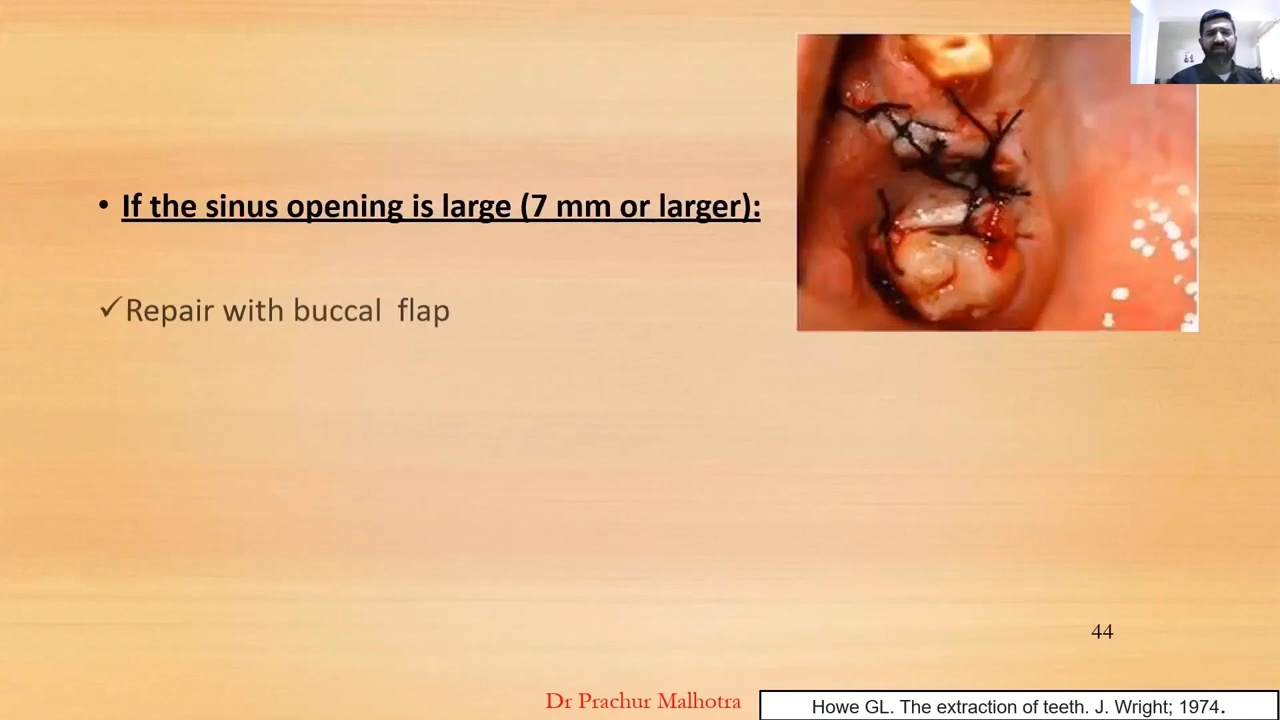 • If the sinus opening is large (7 mm or larger):
✓Repair with buccal flap
44
Dr Prachur Malhotra
Howe GL. The extraction of teeth. J. Wright; 1974.